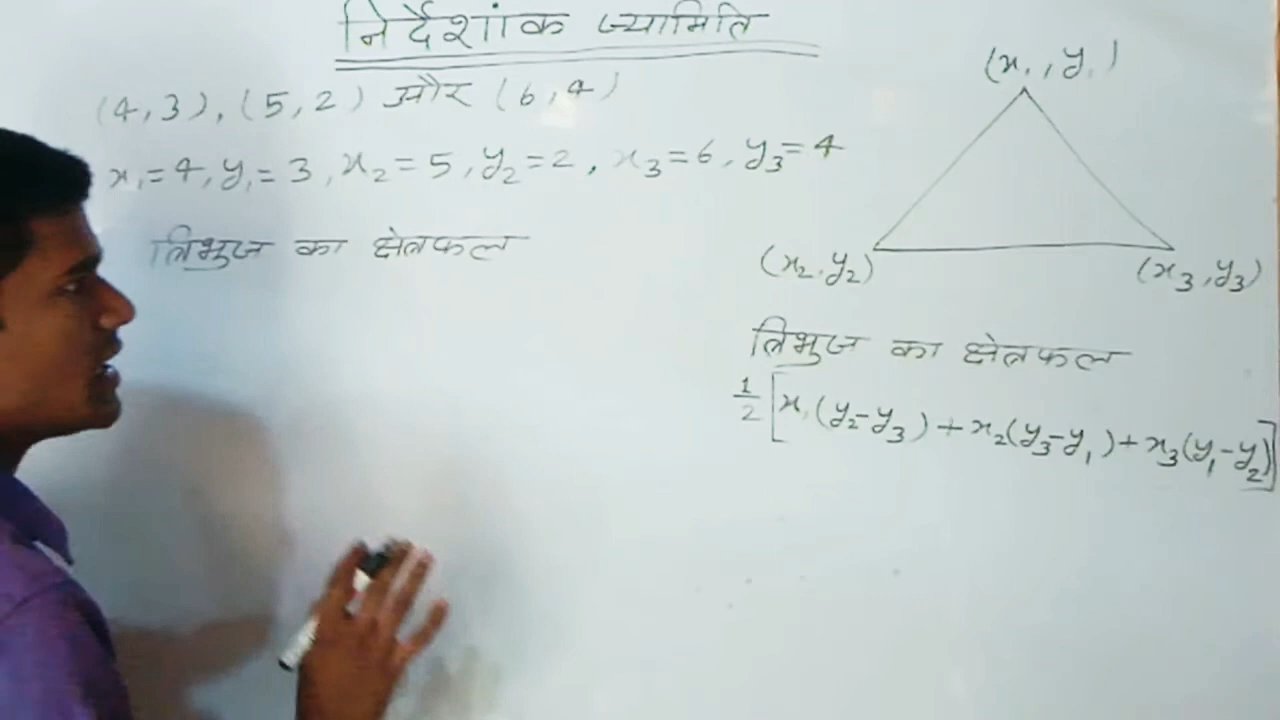 निर्देशांक ज्यामिति
(4,3), (5,2) और (6,4)
x₁=4, y₁=3, x₂=5, y₂=2, x₃=6, y₃=4
त्रिभुज का क्षेत्रफल
(x₁, y₁)
(x₂, y₂)
(x₃, y₃)
त्रिभुज का क्षेत्रफल
1/2 [x₁(y₂-y₃)+x₂(y₃-y₁)+x₃(y₁-y₂)]